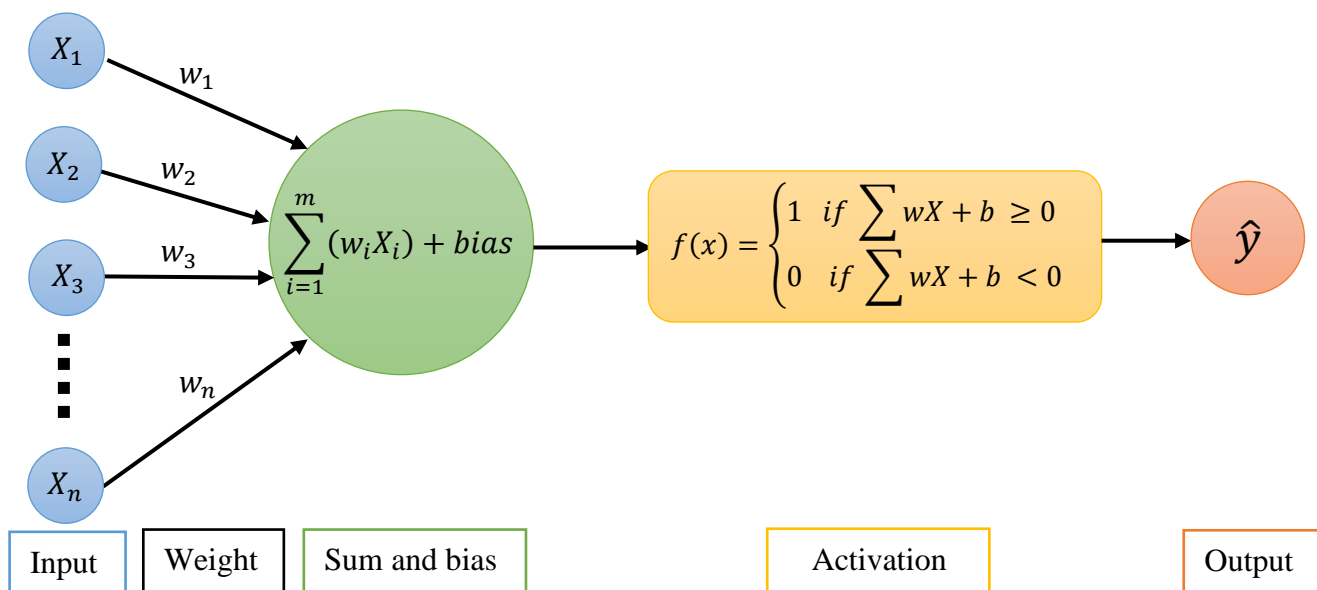 X₁
w₁
X₂
w₂
X₃
w₃
Xₙ
wₙ
m
∑ (wᵢXᵢ) + bias
i=1
f(x) = {
1 if ∑ wX + b ≥ 0
0 if ∑ wX + b < 0
ŷ
Input
Weight
Sum and bias
Activation
Output